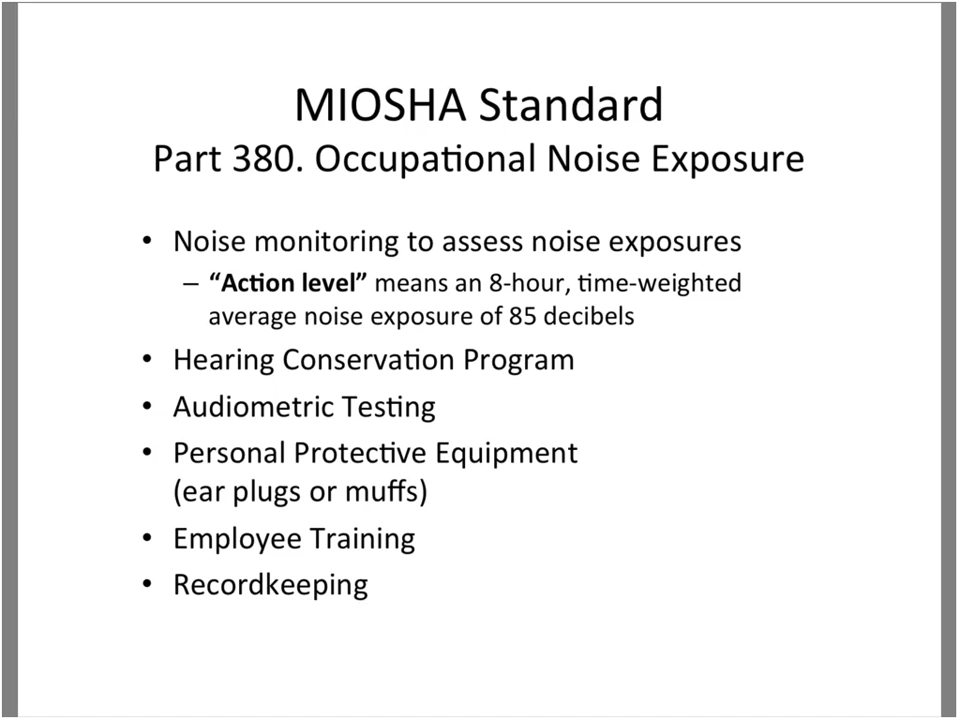 MIOSHA Standard
Part 380. Occupational Noise Exposure
• Noise monitoring to assess noise exposures
– “Action level” means an 8-hour, time-weighted
average noise exposure of 85 decibels
• Hearing Conservation Program
• Audiometric Testing
• Personal Protective Equipment
(ear plugs or muffs)
• Employee Training
• Recordkeeping